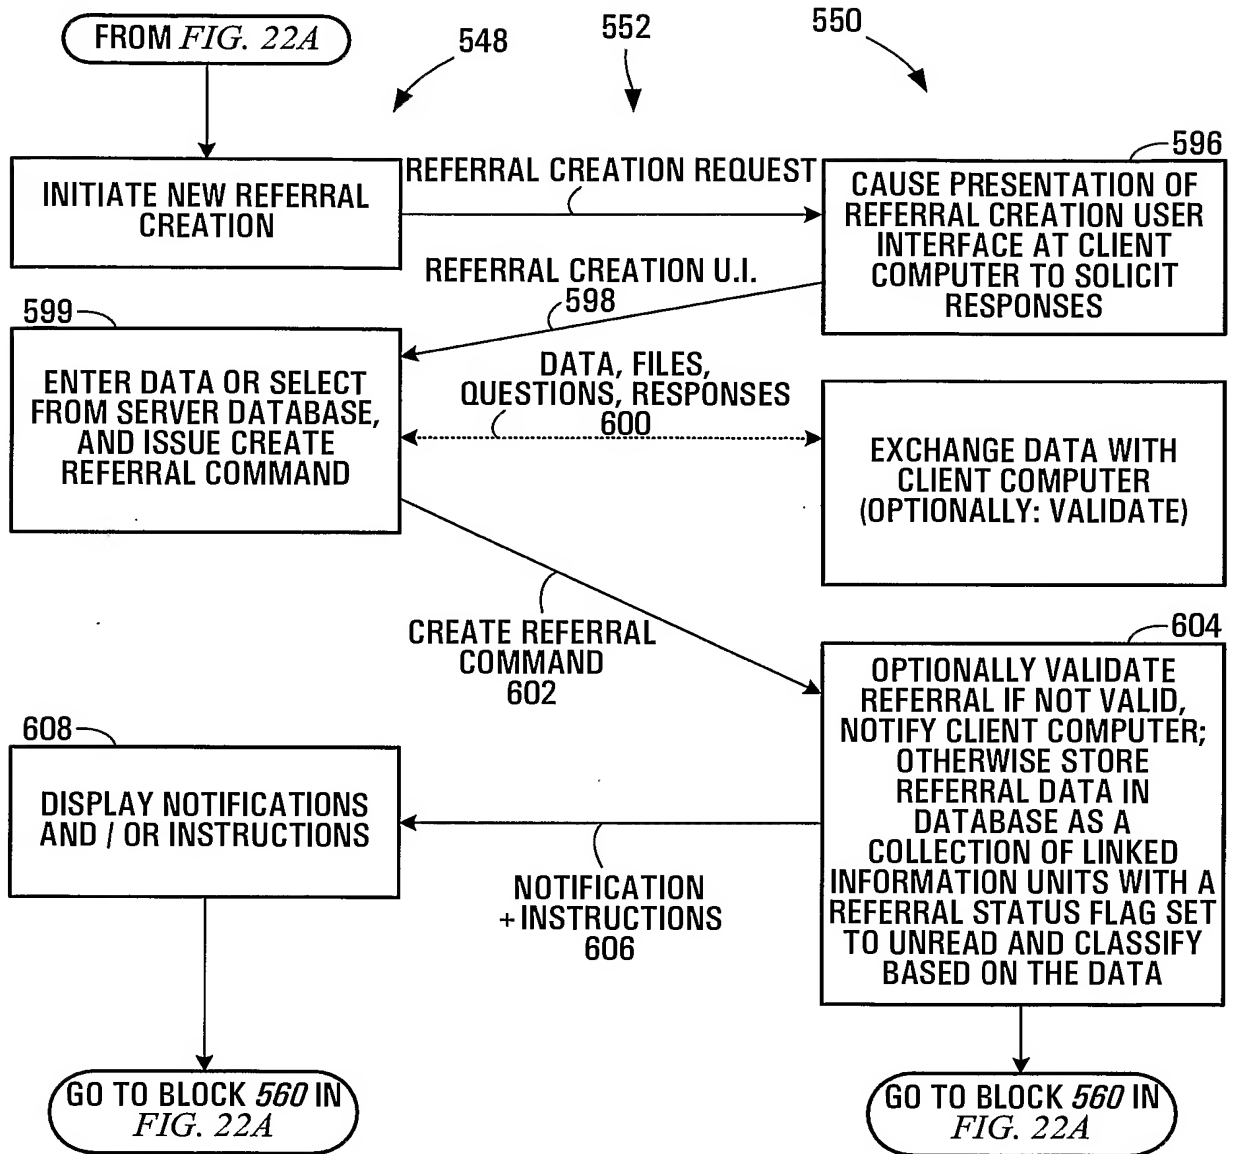 FROM FIG. 22A
548
552
550
INITIATE NEW REFERRAL
CREATION
REFERRAL CREATION REQUEST
596
CAUSE PRESENTATION OF
REFERRAL CREATION USER
INTERFACE AT CLIENT
COMPUTER TO SOLICIT
RESPONSES
REFERRAL CREATION U.I.
598
599
ENTER DATA OR SELECT
FROM SERVER DATABASE,
AND ISSUE CREATE
REFERRAL COMMAND
DATA, FILES,
QUESTIONS, RESPONSES
600
EXCHANGE DATA WITH
CLIENT COMPUTER
(OPTIONALLY: VALIDATE)
CREATE REFERRAL
COMMAND
602
604
OPTIONALLY VALIDATE
REFERRAL IF NOT VALID,
NOTIFY CLIENT COMPUTER;
OTHERWISE STORE
REFERRAL DATA IN
DATABASE AS A
COLLECTION OF LINKED
INFORMATION UNITS WITH A
REFERRAL STATUS FLAG SET
TO UNREAD AND CLASSIFY
BASED ON THE DATA
608
DISPLAY NOTIFICATIONS
AND / OR INSTRUCTIONS
NOTIFICATION
+INSTRUCTIONS
606
GO TO BLOCK 560 IN
FIG. 22A
GO TO BLOCK 560 IN
FIG. 22A